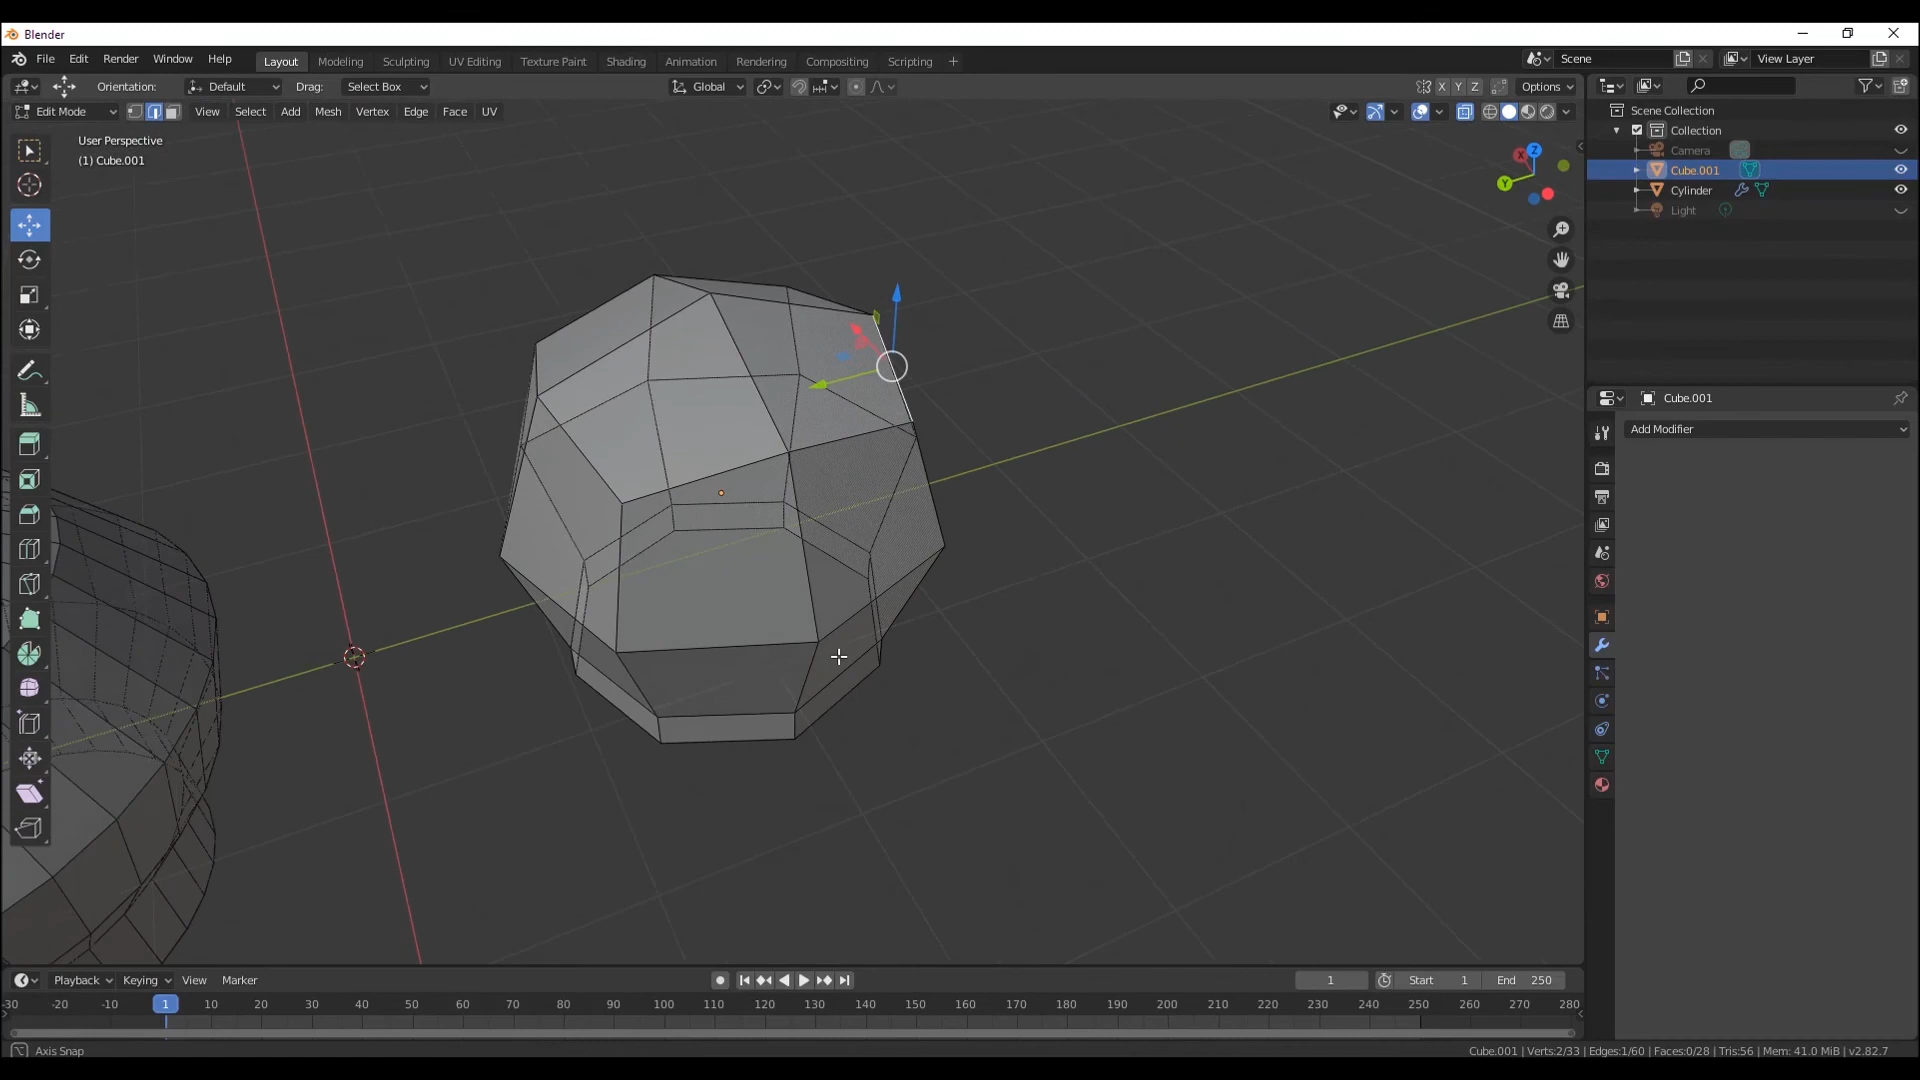 Blender
File Edit Render Window Help Layout Modeling Sculpting UV Editing Texture Paint Shading Animation Rendering Compositing Scripting + Scene View Layer
Orientation: Default Drag: Select Box Global X Y Z Options
Edit Mode View Select Add Mesh Vertex Edge Face UV
User Perspective
(1) Cube.001
Z
X
Y
Scene Collection
Collection
Camera
Cube.001
Cylinder
Light
Cube.001
Add Modifier
Playback Keying View Marker 1 Start 1 End 250
-30 -20 -10 1 10 20 30 40 50 60 70 80 90 100 110 120 130 140 150 160 170 180 190 200 210 220 230 240 250 260 270 280
Axis Snap Cube.001 | Verts:2/33 | Edges:1/60 | Faces:0/28 | Tris:56 | Mem: 41.0 MiB | v2.82.7